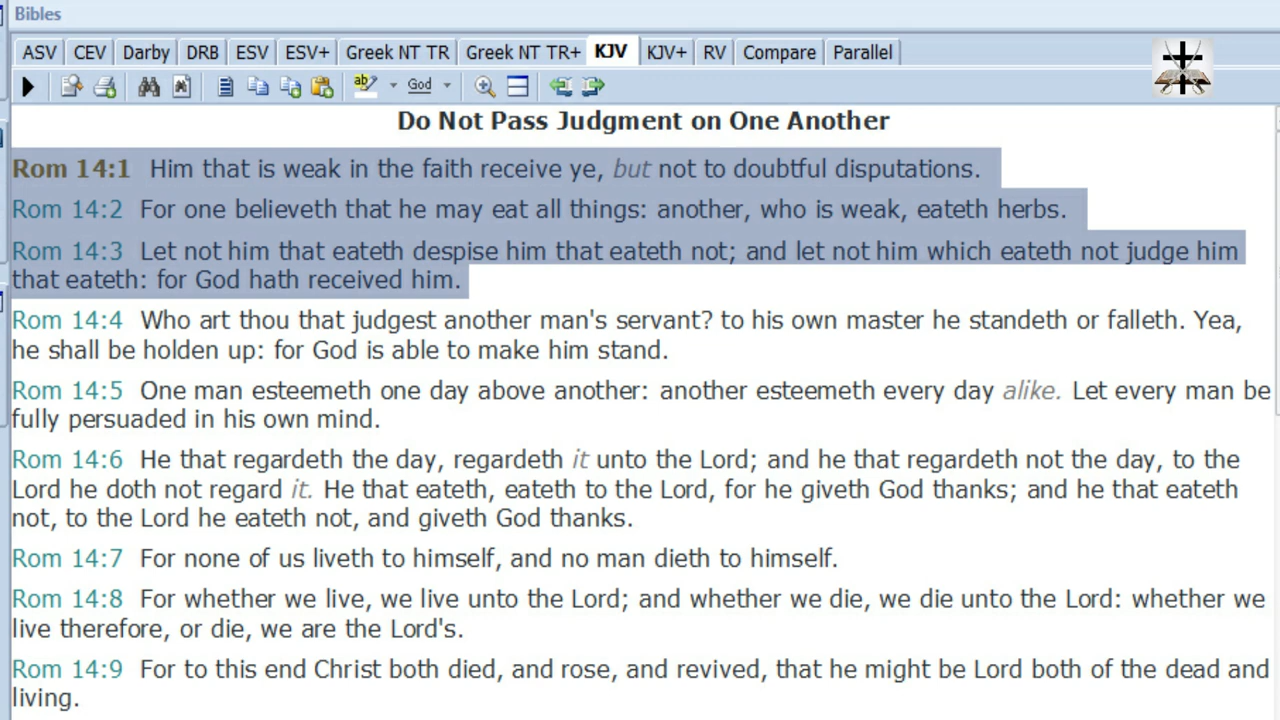 Bibles
ASV CEV Darby DRB ESV ESV+ Greek NT TR Greek NT TR+ KJV KJV+ RV Compare Parallel
ab God
Do Not Pass Judgment on One Another
Rom 14:1 Him that is weak in the faith receive ye, but not to doubtful disputations.
Rom 14:2 For one believeth that he may eat all things: another, who is weak, eateth herbs.
Rom 14:3 Let not him that eateth despise him that eateth not; and let not him which eateth not judge him
that eateth: for God hath received him.
Rom 14:4 Who art thou that judgest another man's servant? to his own master he standeth or falleth. Yea,
he shall be holden up: for God is able to make him stand.
Rom 14:5 One man esteemeth one day above another: another esteemeth every day alike. Let every man be
fully persuaded in his own mind.
Rom 14:6 He that regardeth the day, regardeth it unto the Lord; and he that regardeth not the day, to the
Lord he doth not regard it. He that eateth, eateth to the Lord, for he giveth God thanks; and he that eateth
not, to the Lord he eateth not, and giveth God thanks.
Rom 14:7 For none of us liveth to himself, and no man dieth to himself.
Rom 14:8 For whether we live, we live unto the Lord; and whether we die, we die unto the Lord: whether we
live therefore, or die, we are the Lord's.
Rom 14:9 For to this end Christ both died, and rose, and revived, that he might be Lord both of the dead and
living.